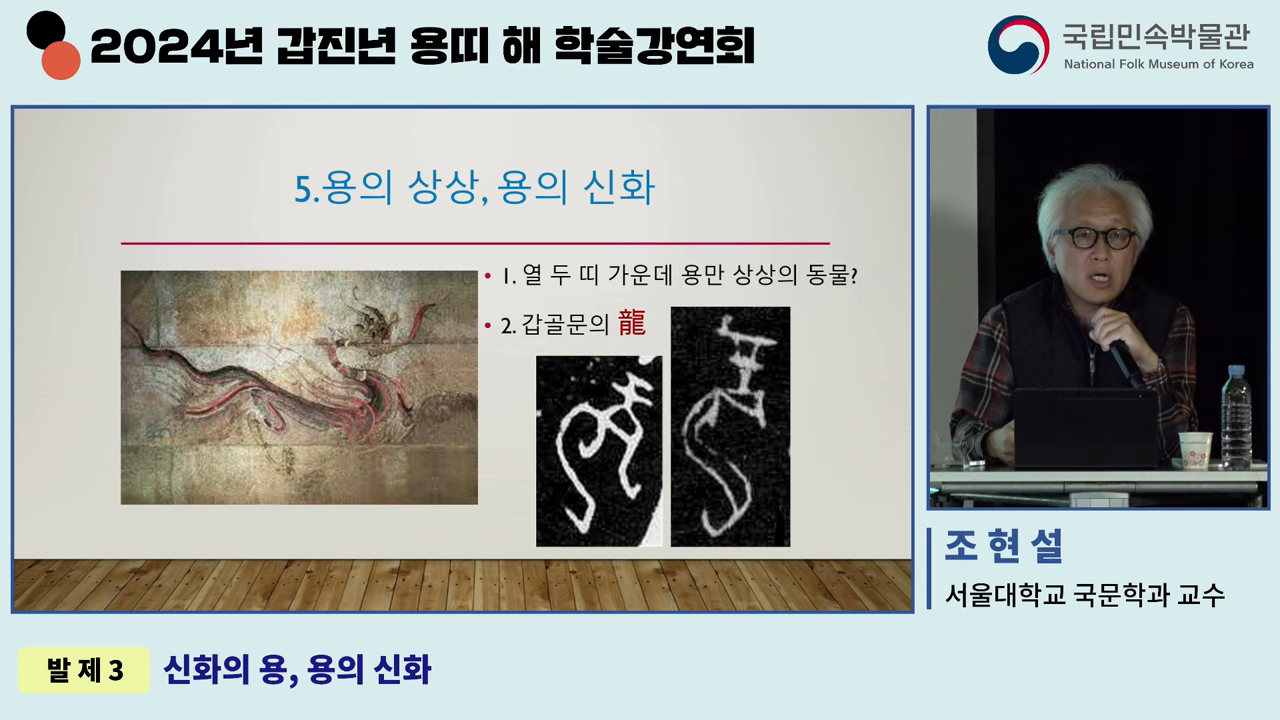 2024년 갑진년 용띠 해 학술강연회
국립민속박물관
National Folk Museum of Korea
5.용의 상상, 용의 신화
• 1. 열 두 띠 가운데 용만 상상의 동물?
• 2. 갑골문의 龍
조현설
서울대학교 국문학과 교수
발제3
신화의 용, 용의 신화